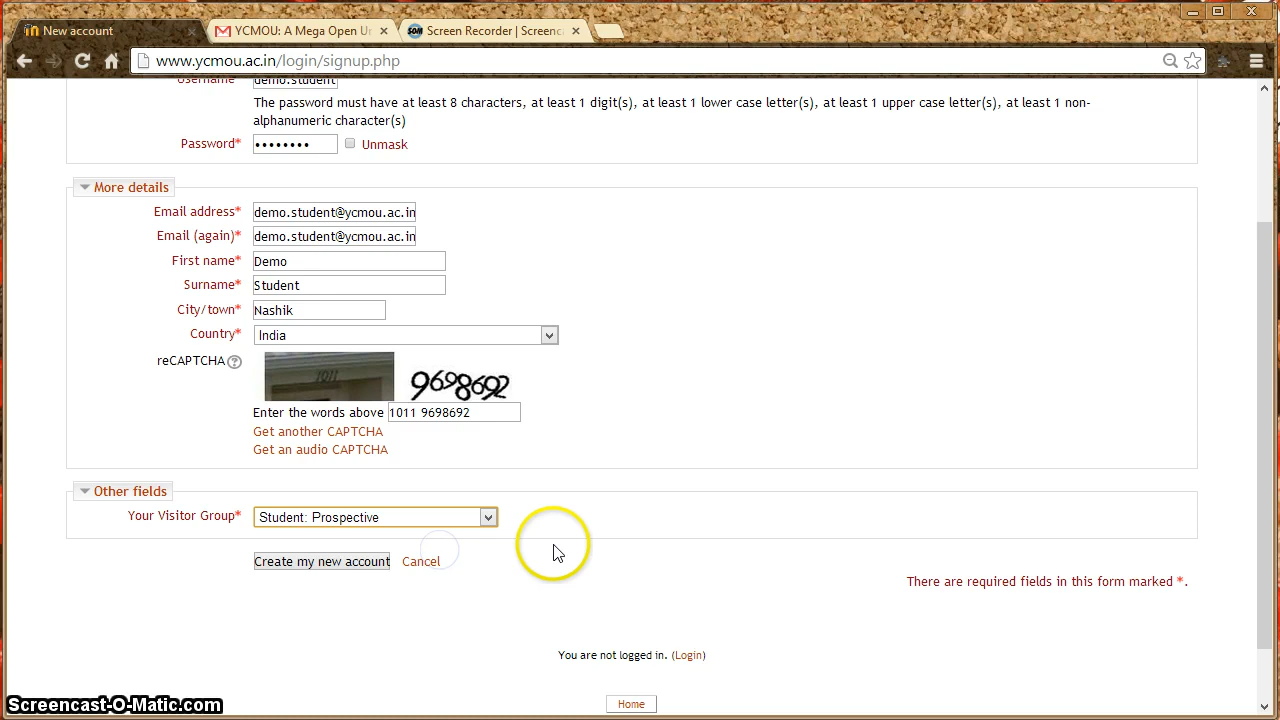 New account
YCMOU: A Mega Open Un
Screen Recorder | Screenc
www.ycmou.ac.in/login/signup.php
Username demo.student
The password must have at least 8 characters, at least 1 digit(s), at least 1 lower case letter(s), at least 1 upper case letter(s), at least 1 non-
alphanumeric character(s)
Password* •••••••• Unmask
More details
Email address* demo.student@ycmou.ac.in
Email (again)* demo.student@ycmou.ac.in
First name* Demo
Surname* Student
City/town* Nashik
Country* India
reCAPTCHA
1011 9698692
Enter the words above 1011 9698692
Get another CAPTCHA
Get an audio CAPTCHA
Other fields
Your Visitor Group* Student: Prospective
Create my new account Cancel
There are required fields in this form marked *.
You are not logged in. (Login)
Home
Screencast-O-Matic.com